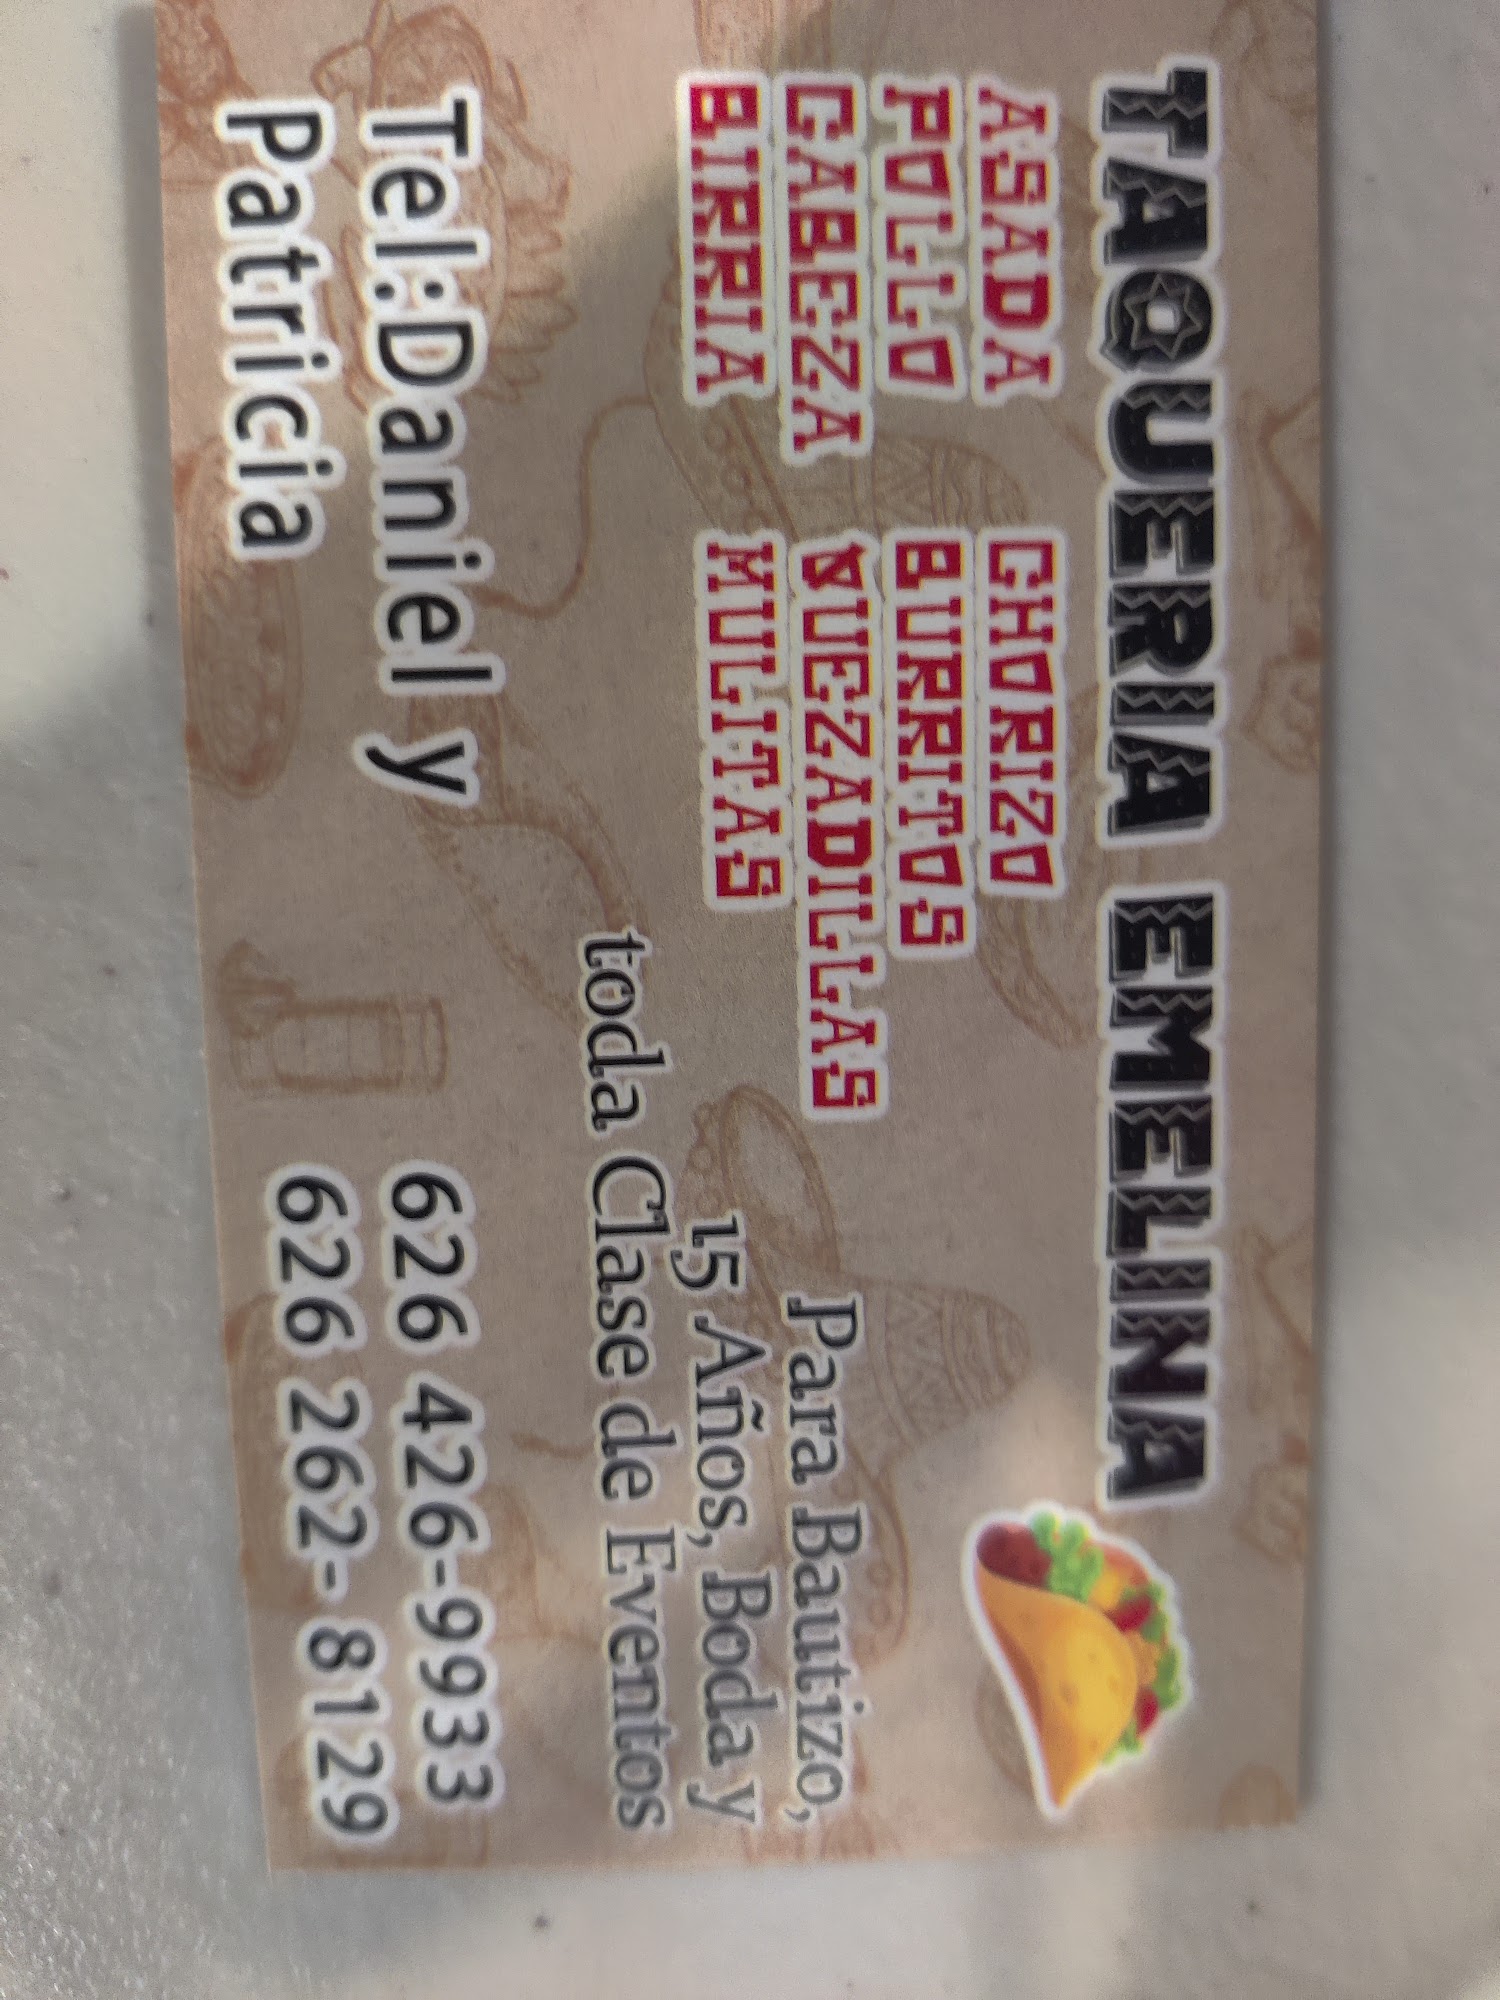 TAQUERIA EMELINA
ASADA
POLLO
CABEZA
BIRRIA
CHORIZO
BURRITOS
QUEZADILLAS
MULITAS
Para Bautizo,
15 Años, Boda y
toda Clase de Eventos
Tel:Daniel y
Patricia
626 426-9933
626 262- 8129